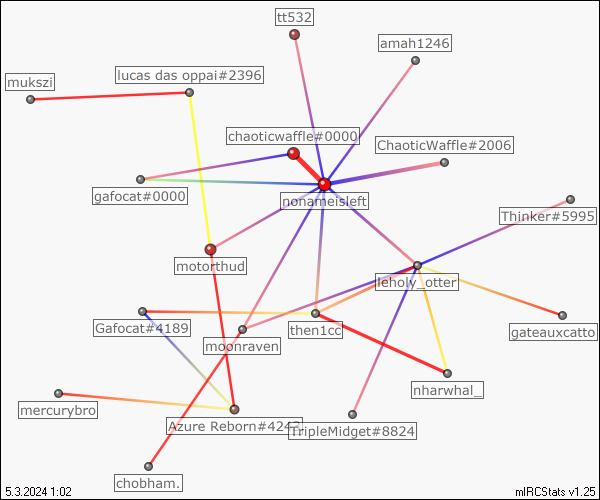 tt532
amah1246
lucas das oppai#2396
mukszi
chaoticwaffle#0000
ChaoticWaffle#2006
gafocat#0000
nonameisleft
Thinker#5995
motorthud
leholy_otter
Gafocat#4189
then1cc
gateauxcatto
moonraven
nharwhal_
mercurybro
Azure Reborn#4242
TripleMidget#8824
chobham.
5.3.2024 1:02
mIRCStats v1.25